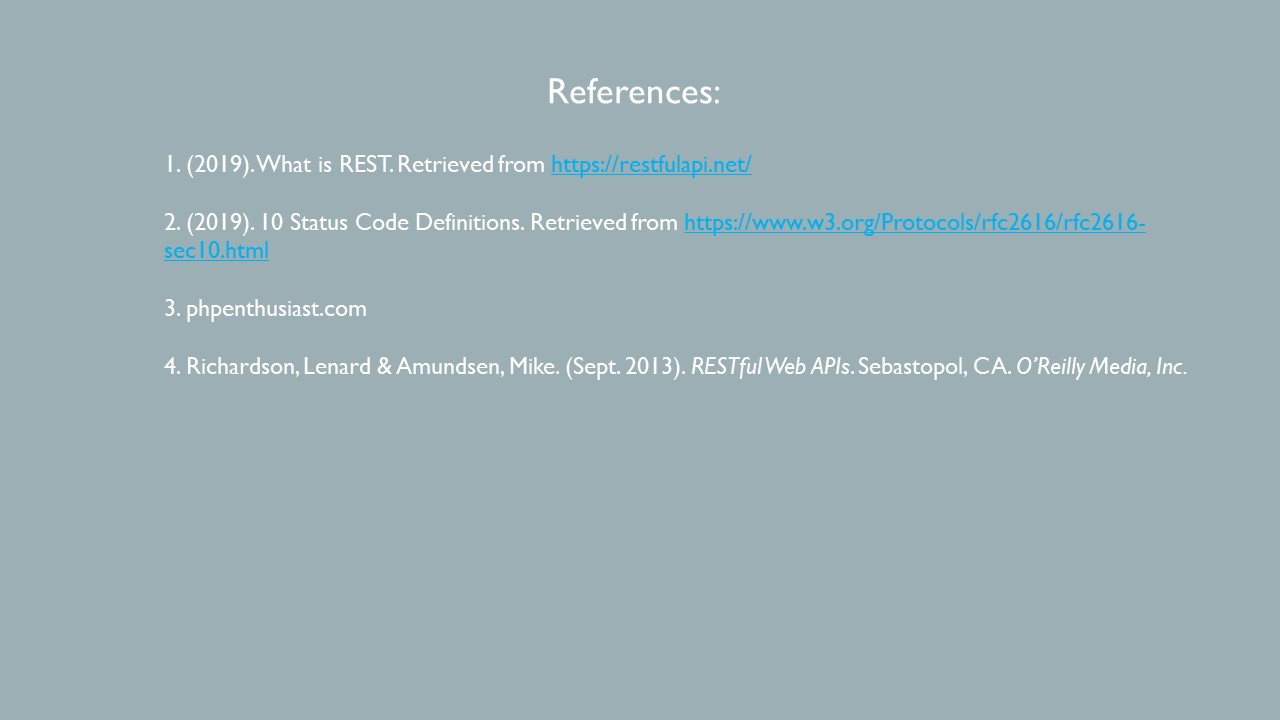 References:
1. (2019). What is REST. Retrieved from https://restfulapi.net/
2. (2019). 10 Status Code Definitions. Retrieved from https://www.w3.org/Protocols/rfc2616/rfc2616-
sec10.html
3. phpenthusiast.com
4. Richardson, Lenard & Amundsen, Mike. (Sept. 2013). RESTful Web APIs. Sebastopol, CA. O’Reilly Media, Inc.